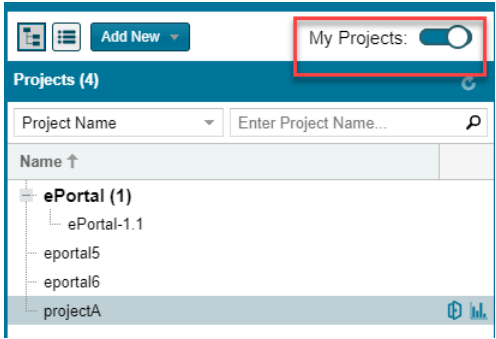 Add New My Projects:
Projects (4)
Project Name Enter Project Name...
Name
ePortal (1)
ePortal-1.1
eportal5
eportal6
projectA